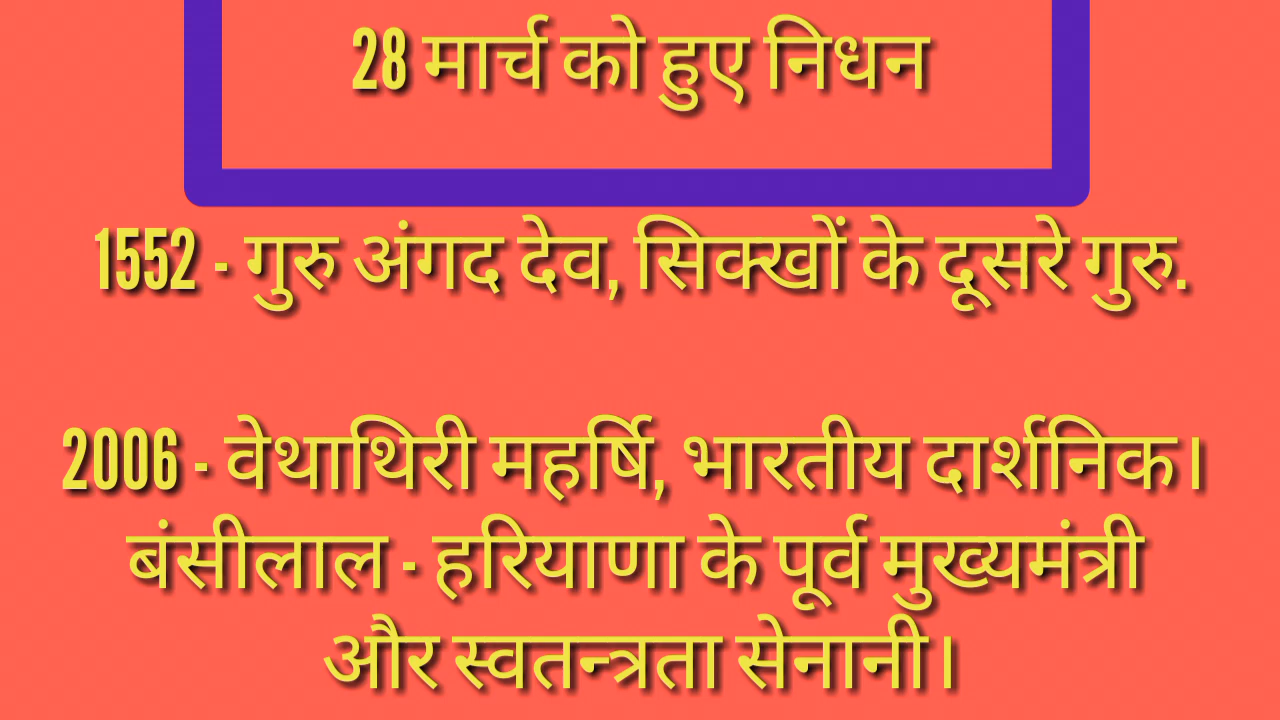 28 मार्च को हुए निधन
1552 - गुरु अंगद देव, सिक्खों के दूसरे गुरु.
2006 - वेथाथिरी महर्षि, भारतीय दार्शनिक।
बंसीलाल - हरियाणा के पूर्व मुख्यमंत्री
और स्वतन्त्रता सेनानी।